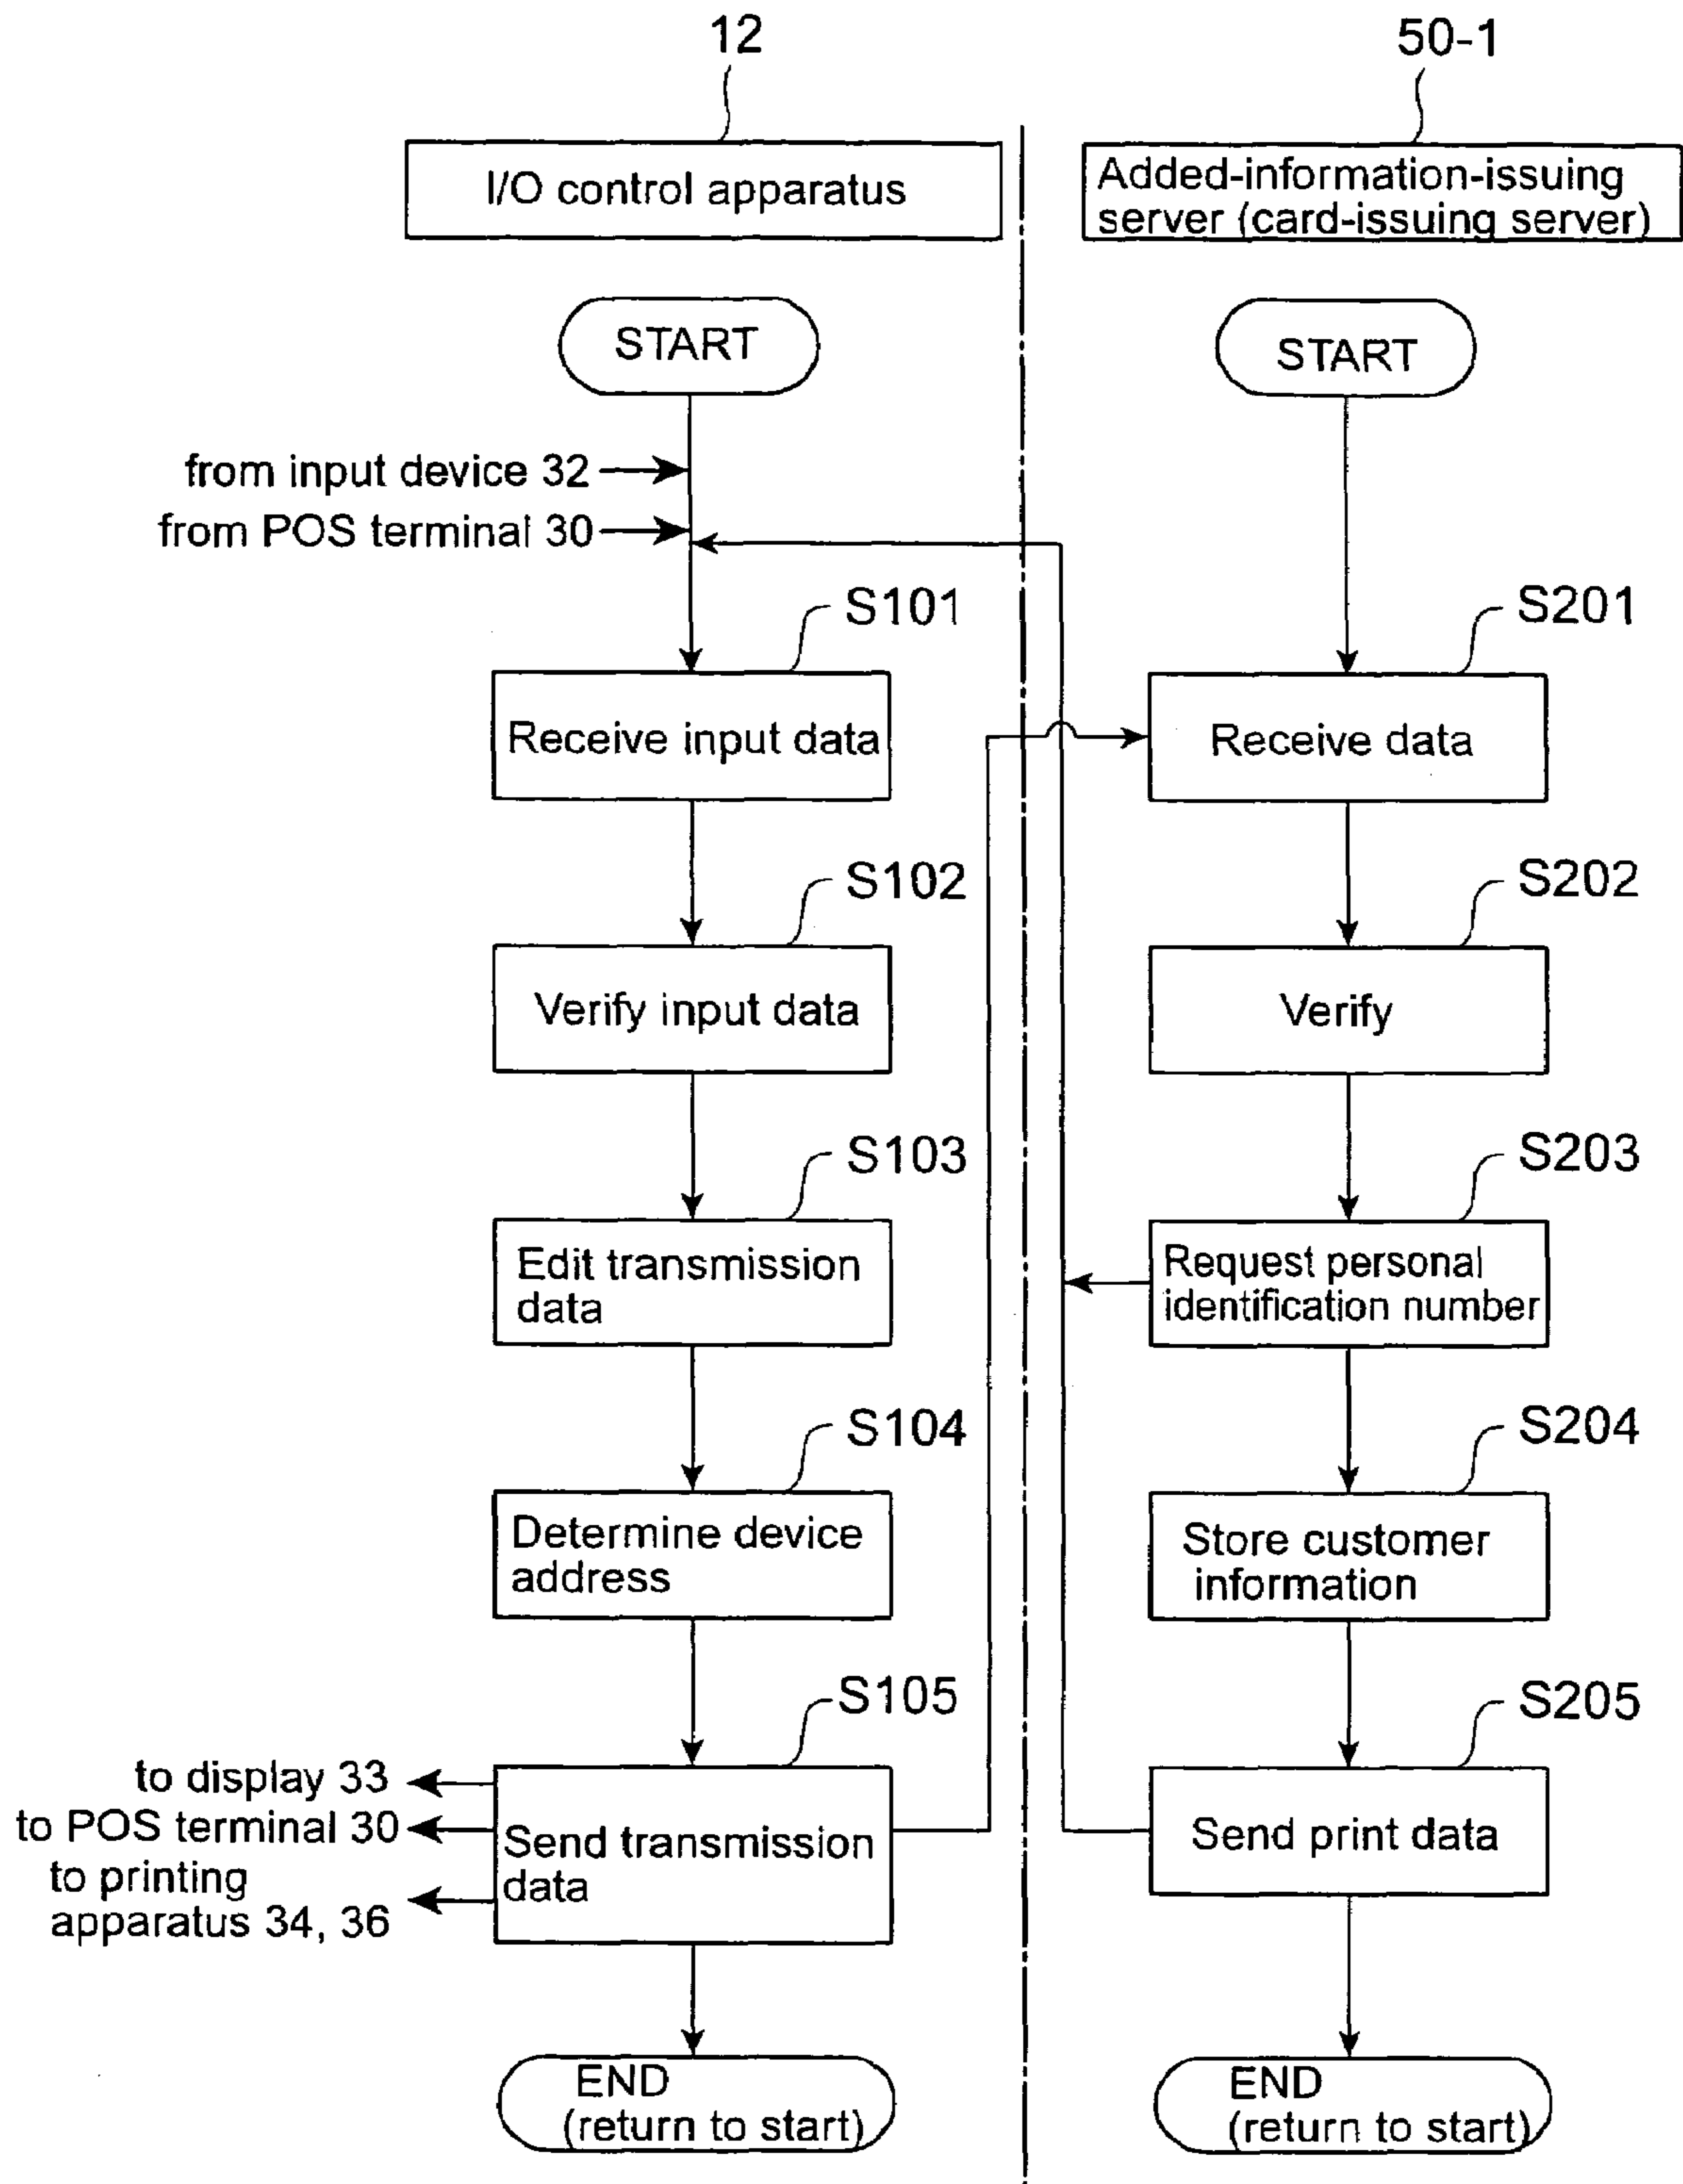 12
50-1
I/O control apparatus
Added-information-issuing
server (card-issuing server)
START
START
from input device 32
from POS terminal 30
S101
S201
Receive input data
Receive data
S102
S202
Verify input data
Verify
S103
S203
Edit transmission
data
Request personal
identification number
S104
S204
Determine device
address
Store customer
information
S105
S205
to display 33
to POS terminal 30
to printing
apparatus 34, 36
Send transmission
data
Send print data
END
(return to start)
END
(return to start)